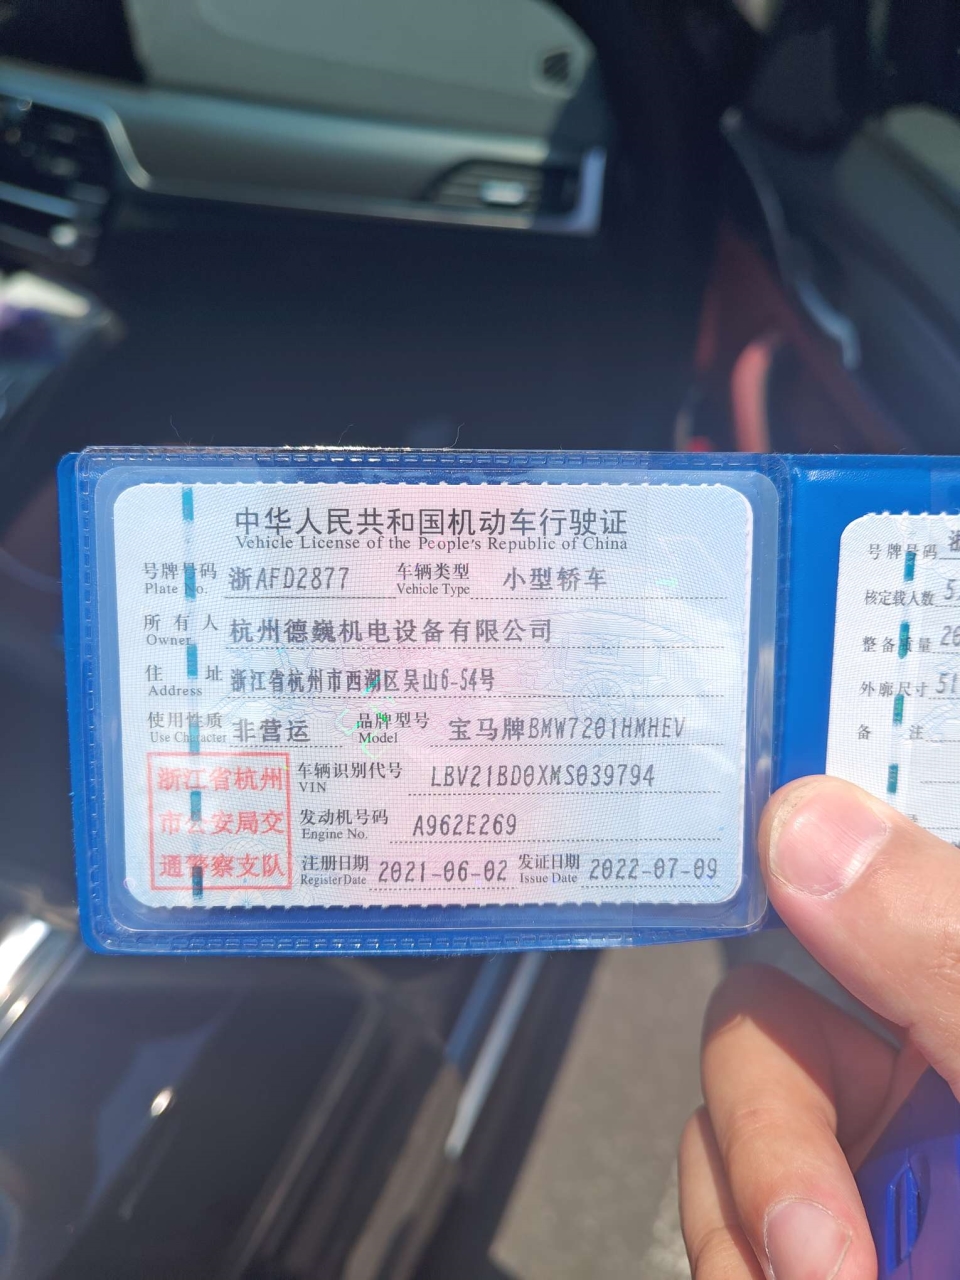 中华人民共和国机动车行驶证
Vehicle License of the People's Republic of China
号牌号码 浙AFD2877 车辆类型 小型轿车
Plate No. Vehicle Type
所有人 杭州德巍机电设备有限公司
Owner
住址 浙江省杭州市西湖区吴山6-54号
Address
使用性质 非营运 品牌型号 宝马牌BMW7201HMHEV
Use Character Model
浙江省杭州
市公安局交
通警察支队
车辆识别代号 LBV21BD0XMS039794
VIN
发动机号码 A962E269
Engine No.
注册日期 2021-06-02 发证日期 2022-07-09
Register Date Issue Date
号牌号码 浙
核定载人数 5
整备质量 20
外廓尺寸 51
备注